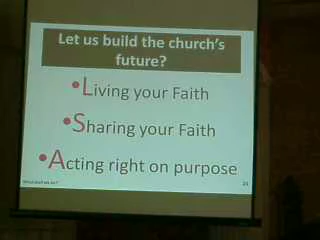 Let us build the church's
future?
•Living your Faith
•Sharing your Faith
•Acting right on purpose